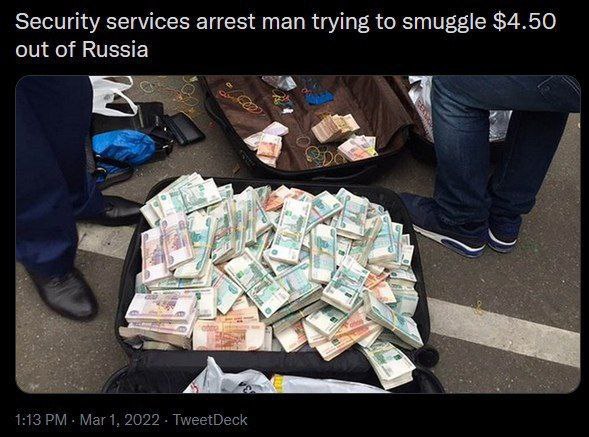 Security services arrest man trying to smuggle $4.50
out of Russia
1:13 PM · Mar 1, 2022 · TweetDeck